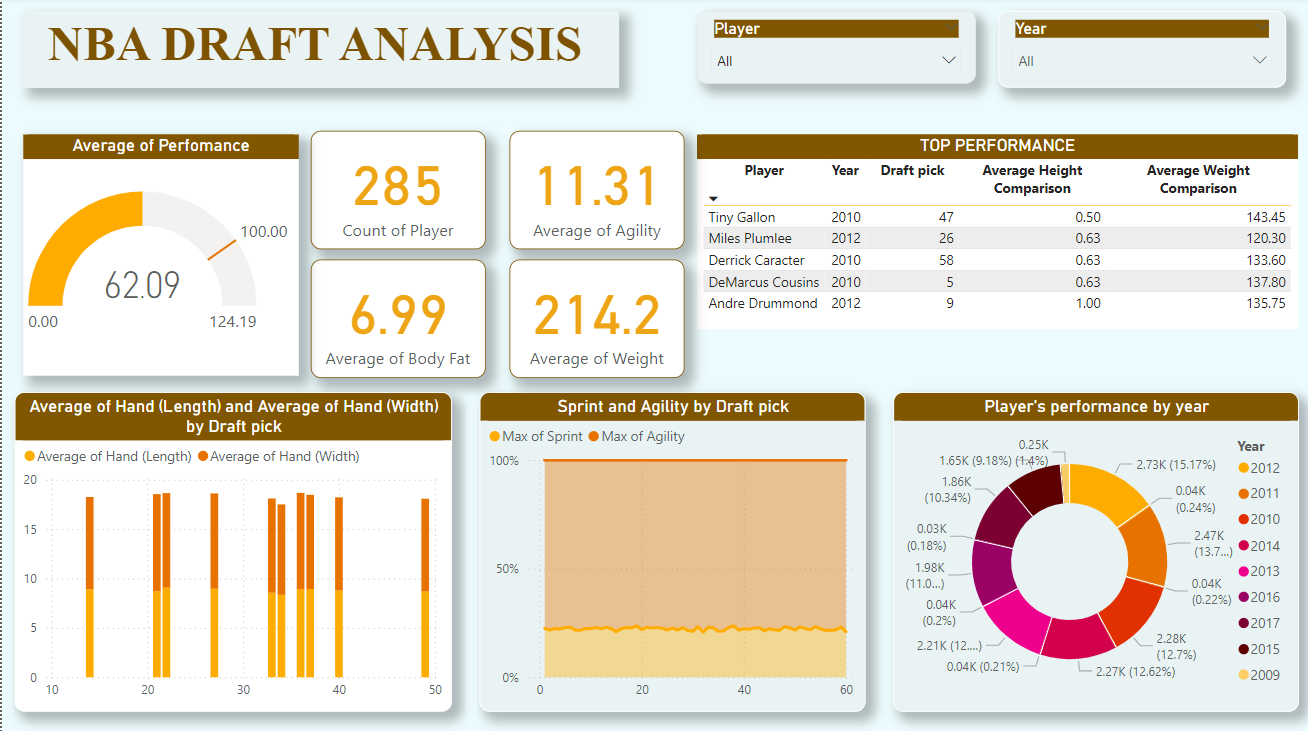 NBA DRAFT ANALYSIS
Player
All
Year
All
Average of Perfomance
100.00
62.09
0.00
124.19
285
Count of Player
11.31
Average of Agility
6.99
Average of Body Fat
214.2
Average of Weight
TOP PERFORMANCE
Player Year Draft pick Average Height Comparison Average Weight Comparison
Tiny Gallon 2010 47 0.50 143.45
Miles Plumlee 2012 26 0.63 120.30
Derrick Caracter 2010 58 0.63 133.60
DeMarcus Cousins 2010 5 0.63 137.80
Andre Drummond 2012 9 1.00 135.75
Average of Hand (Length) and Average of Hand (Width)
by Draft pick
Average of Hand (Length) Average of Hand (Width)
20
15
10
5
0
10 20 30 40 50
Sprint and Agility by Draft pick
Max of Sprint Max of Agility
100%
50%
0%
0 20 40 60
Player's performance by year
0.25K
(1.4%)
1.65K (9.18%)
1.86K
(10.34%)
0.03K
(0.18%)
1.98K
(11.0...)
0.04K
(0.2%)
2.21K (12....)
0.04K (0.21%)
2.73K (15.17%)
0.04K
(0.24%)
2.47K
(13.7...)
0.04K
(0.22%)
2.28K
(12.7%)
2.27K (12.62%)
Year
2012
2011
2010
2014
2013
2016
2017
2015
2009